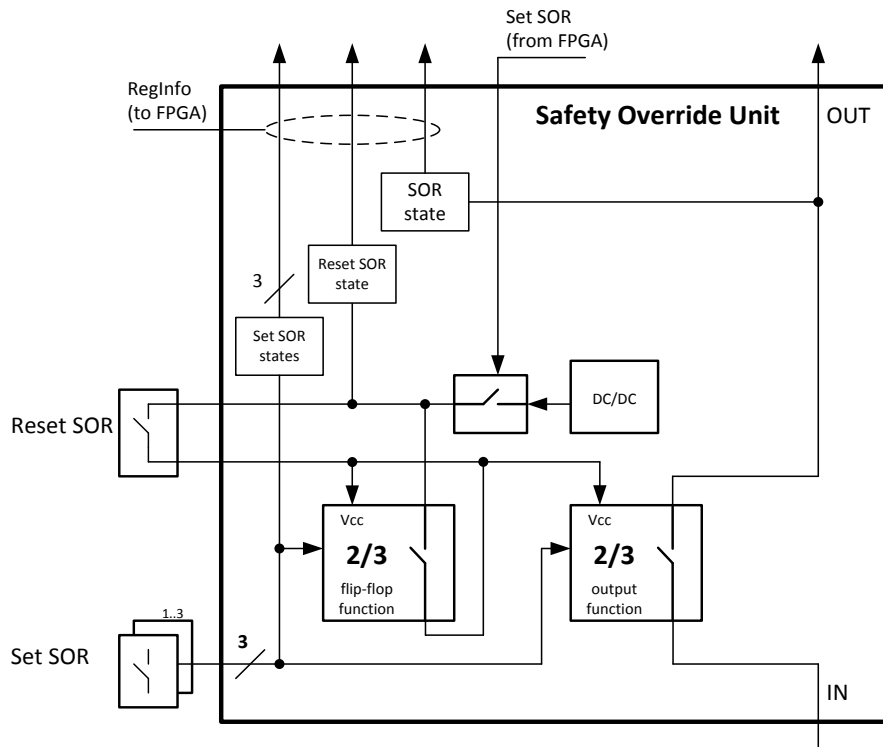 Set SOR
(from FPGA)
RegInfo
(to FPGA)
Safety Override Unit
OUT
SOR
state
Reset SOR
state
3
Set SOR
states
DC/DC
Reset SOR
Vcc
2/3
flip-flop
function
Vcc
2/3
output
function
1..3
3
Set SOR
IN